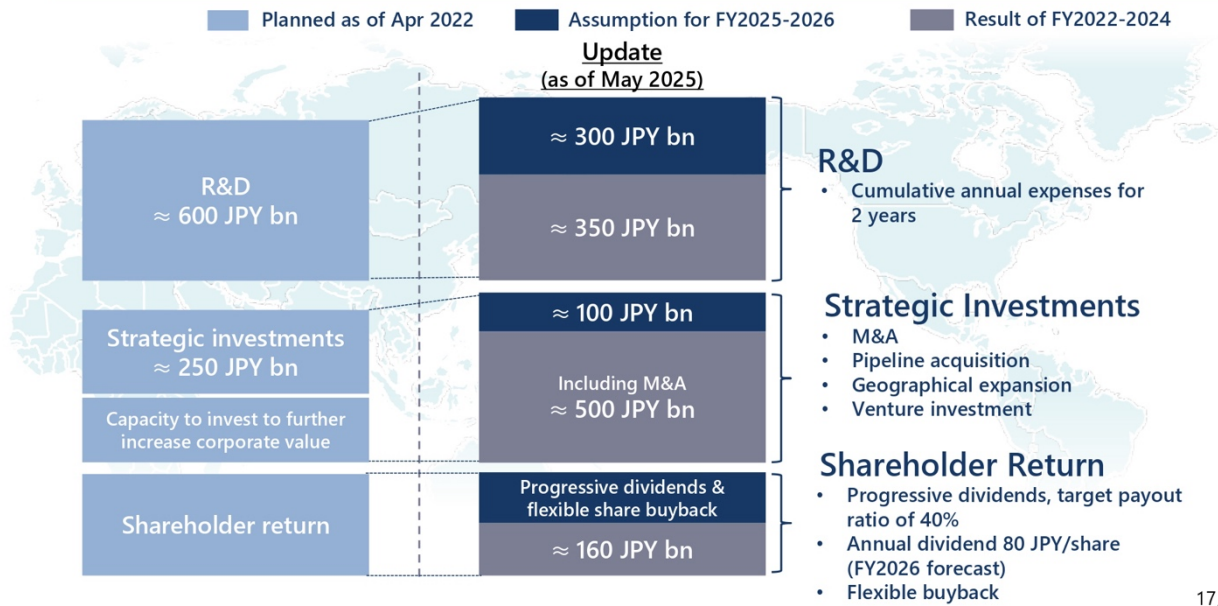 Planned as of Apr 2022
Assumption for FY2025-2026
Result of FY2022-2024
Update
(as of May 2025)
R&D
≈ 600 JPY bn
≈ 300 JPY bn
≈ 350 JPY bn
R&D
• Cumulative annual expenses for
2 years
Strategic investments
≈ 250 JPY bn
Capacity to invest to further
increase corporate value
≈ 100 JPY bn
Including M&A
≈ 500 JPY bn
Strategic Investments
• M&A
• Pipeline acquisition
• Geographical expansion
• Venture investment
Shareholder return
Progressive dividends &
flexible share buyback
≈ 160 JPY bn
Shareholder Return
• Progressive dividends, target payout
ratio of 40%
• Annual dividend 80 JPY/share
(FY2026 forecast)
• Flexible buyback
17